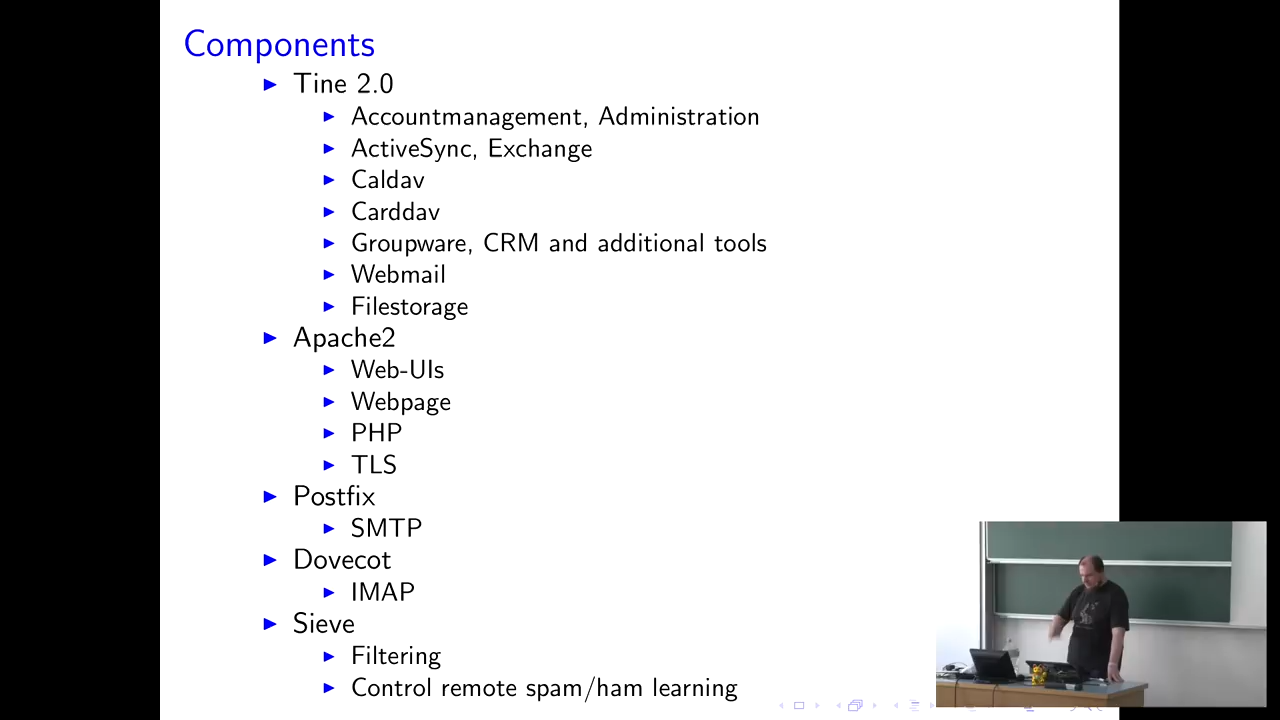 Components
Tine 2.0
Accountmanagement, Administration
ActiveSync, Exchange
Caldav
Carddav
Groupware, CRM and additional tools
Webmail
Filestorage
Apache2
Web-UIs
Webpage
PHP
TLS
Postfix
SMTP
Dovecot
IMAP
Sieve
Filtering
Control remote spam/ham learning